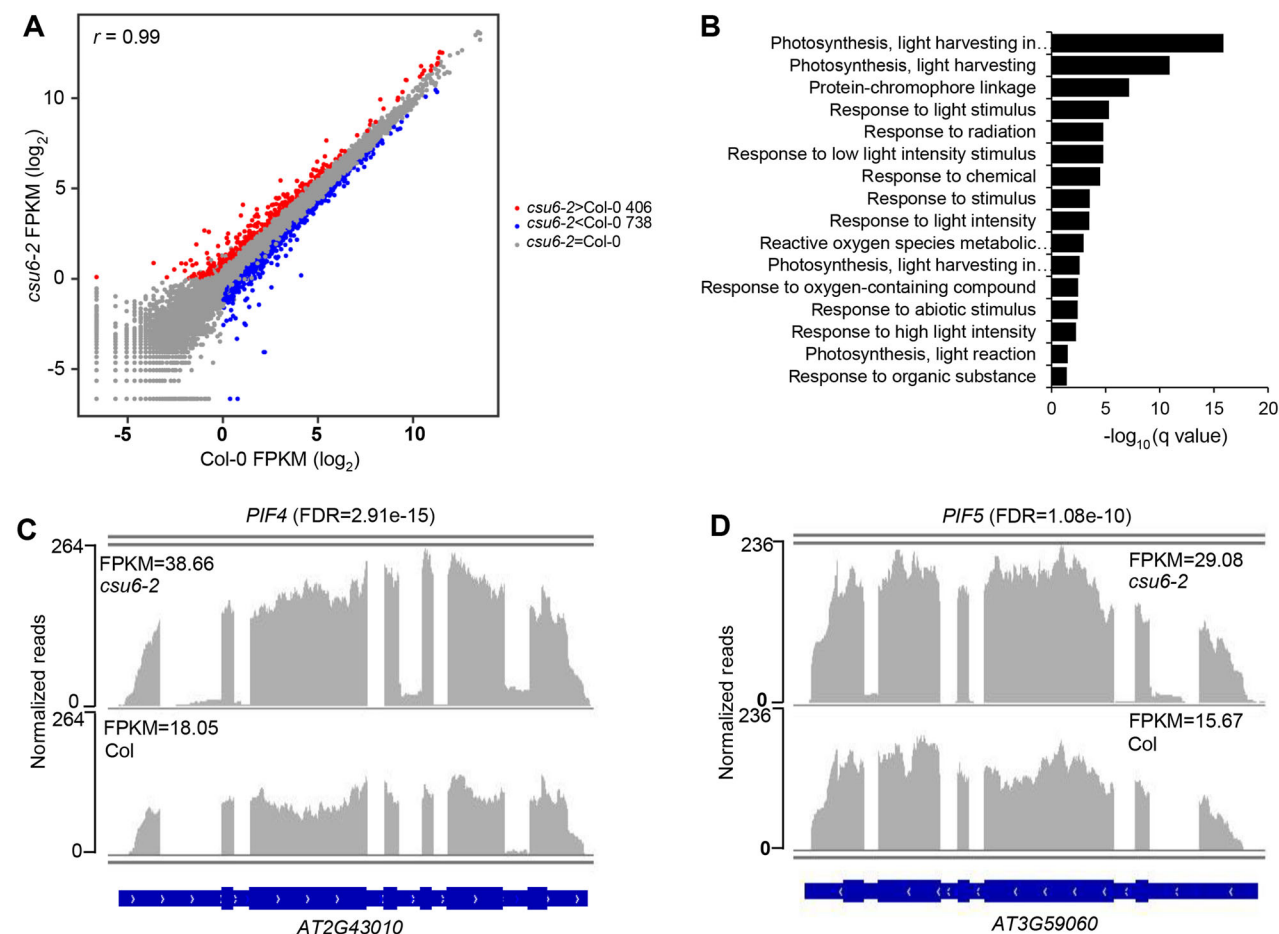 A
r = 0.99
10
5
0
-5
csu6-2 FPKM (log2)
-5 0 5 10
Col-0 FPKM (log2)
csu6-2>Col-0 406
csu6-2<Col-0 738
csu6-2=Col-0
B
Photosynthesis, light harvesting in…
Photosynthesis, light harvesting
Protein-chromophore linkage
Response to light stimulus
Response to radiation
Response to low light intensity stimulus
Response to chemical
Response to stimulus
Response to light intensity
Reactive oxygen species metabolic…
Photosynthesis, light harvesting in…
Response to oxygen-containing compound
Response to abiotic stimulus
Response to high light intensity
Photosynthesis, light reaction
Response to organic substance
0 5 10 15 20
-log10(q value)
C
PIF4 (FDR=2.91e-15)
264
FPKM=38.66
csu6-2
0
264
FPKM=18.05
Col
0
Normalized reads
AT2G43010
D
PIF5 (FDR=1.08e-10)
236
FPKM=29.08
csu6-2
0
236
FPKM=15.67
Col
0
Normalized reads
AT3G59060